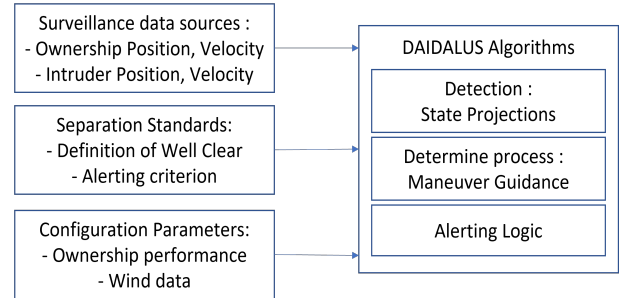 Surveillance data sources :
- Ownership Position, Velocity
- Intruder Position, Velocity
Separation Standards:
- Definition of Well Clear
- Alerting criterion
Configuration Parameters:
- Ownership performance
- Wind data
DAIDALUS Algorithms
Detection :
State Projections
Determine process :
Maneuver Guidance
Alerting Logic